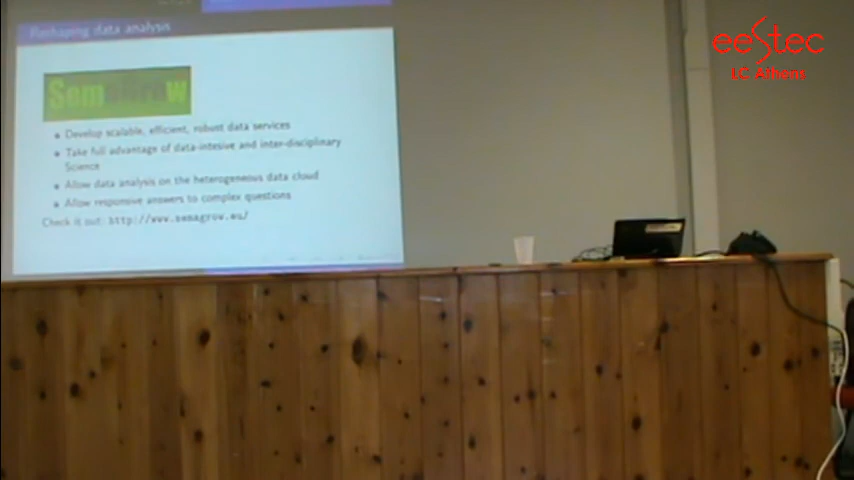 Reshaping data analysis
SemaGrow
Develop scalable, efficient, robust data services
Take full advantage of data-intesive and inter-disciplinary
Science
Allow data analysis on the heterogeneous data cloud
Allow responsive answers to complex questions
Check it out: http://www.semagrow.eu/
eestec
LC Athens